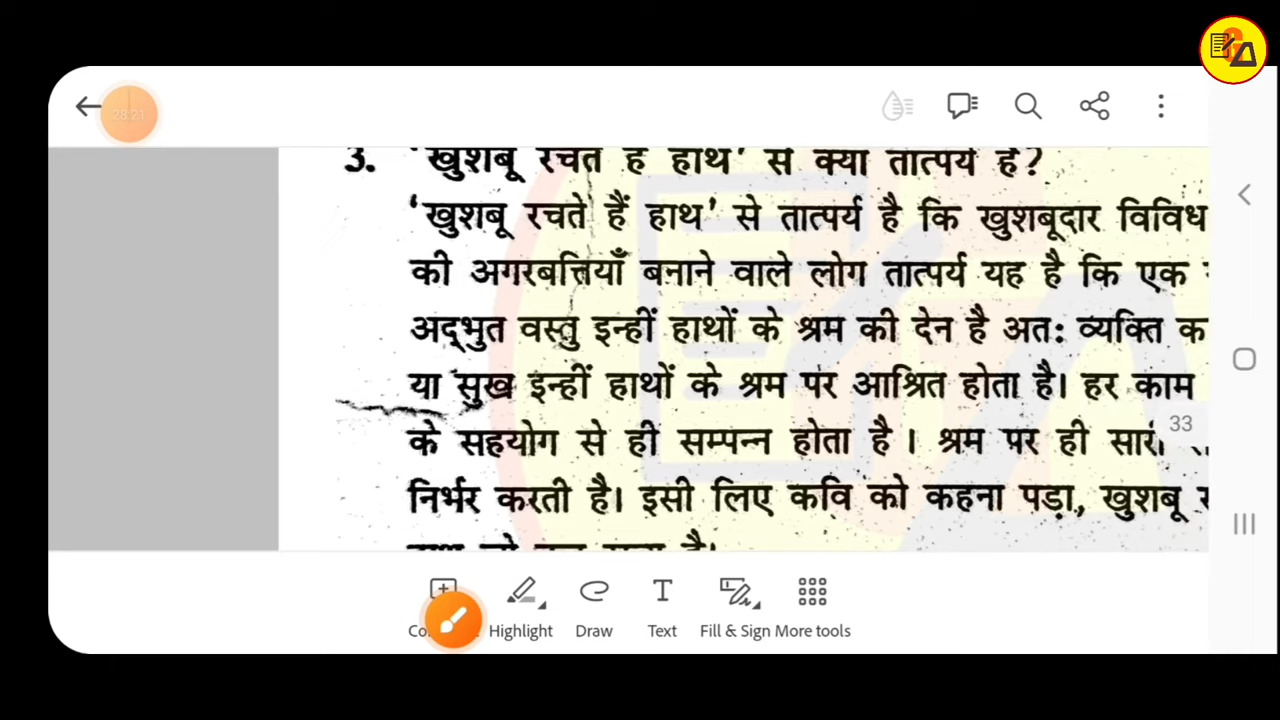 28:21
3. 'खुशबू रचते हैं हाथ' से क्या तात्पर्य है?
'खुशबू रचते हैं हाथ' से तात्पर्य है कि खुशबूदार विविध
की अगरबत्तियाँ बनाने वाले लोग तात्पर्य यह है कि एक
अद्भुत वस्तु इन्हीं हाथों के श्रम की देन है अतः व्यक्ति
या सुख इन्हीं हाथों के श्रम पर आश्रित होता है। हर काम
33
के सहयोग से ही सम्पन्न होता है । श्रम पर ही
निर्भर करती है। इसी लिए कवि को कहना पड़ा, खुशबू
Highlight Draw Text Fill & Sign More tools